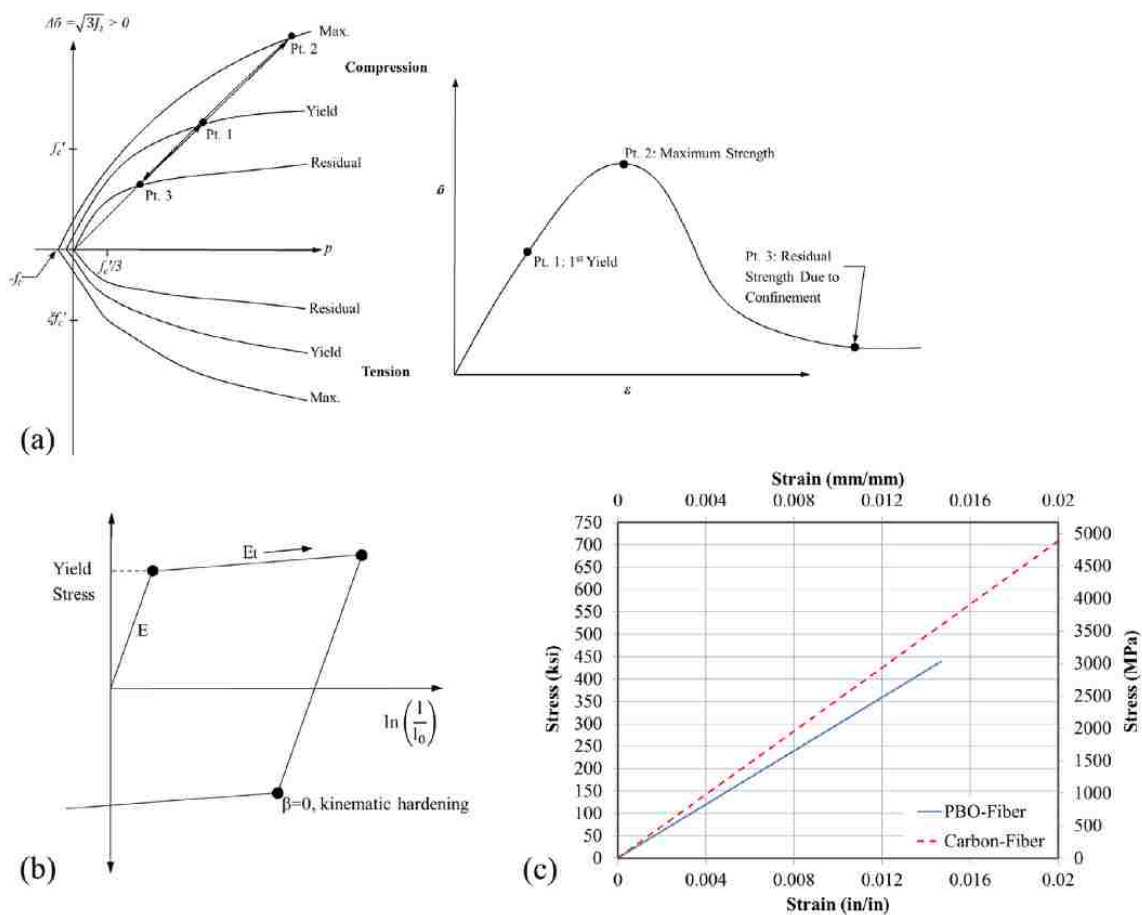 Δσ = √3J₂ > 0
Max.
Pt. 2
Compression
Yield
Pt. 1
fc'
Residual
Pt. 3
p
fc'/3
-ft
Residual
ξfc'
Yield
Tension
Max.
(a)
σ
Pt. 2: Maximum Strength
Pt. 1: 1st Yield
Pt. 3: Residual
Strength Due to
Confinement
ε
Yield
Stress
Et
E
ln(l/l₀)
β=0, kinematic hardening
(b)
Strain (mm/mm)
0 0.004 0.008 0.012 0.016 0.02
Stress (ksi)
750
700
650
600
550
500
450
400
350
300
250
200
150
100
50
0
5000
4500
4000
3500
3000
2500
2000
1500
1000
500
0
Stress (MPa)
PBO-Fiber
Carbon-Fiber
0 0.004 0.008 0.012 0.016 0.02
Strain (in/in)
(c)